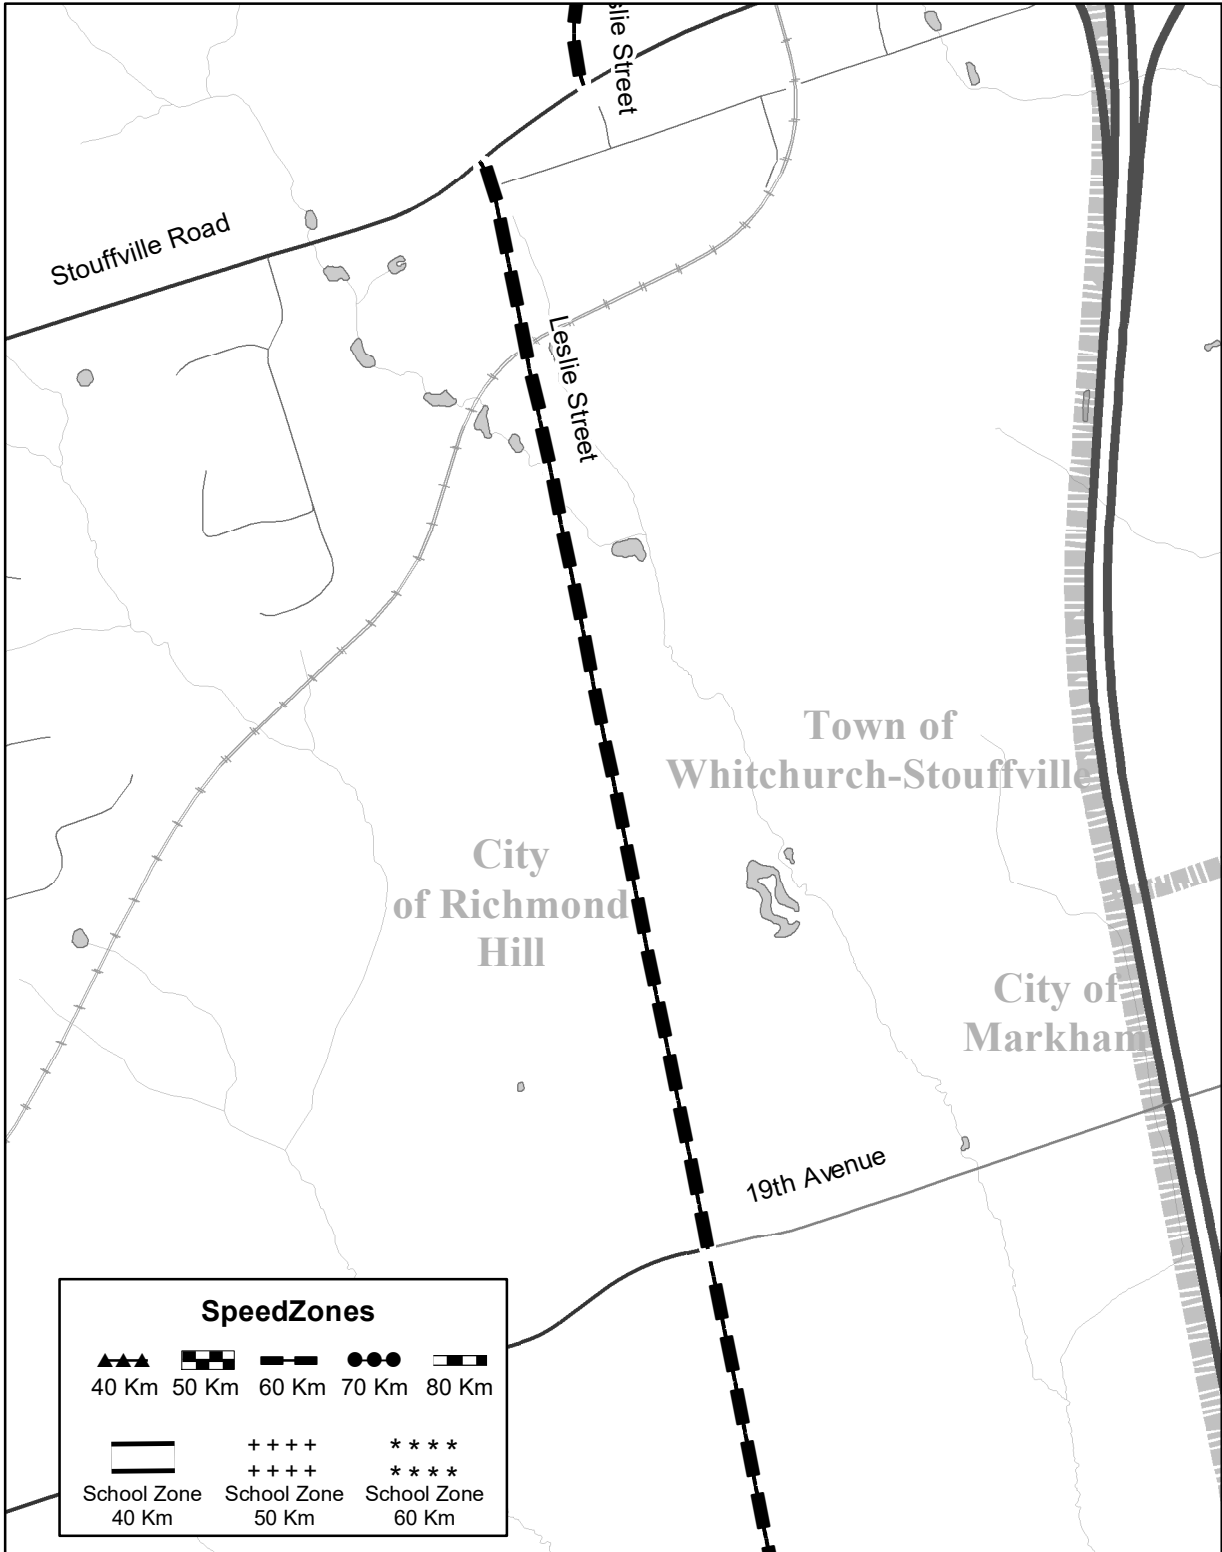 slie Street
Stouffville Road
Leslie Street
Town of
Whitchurch-Stouffville
City
of Richmond
Hill
City of
Markham
19th Avenue
SpeedZones
40 Km 50 Km 60 Km 70 Km 80 Km
School Zone School Zone School Zone
40 Km 50 Km 60 Km